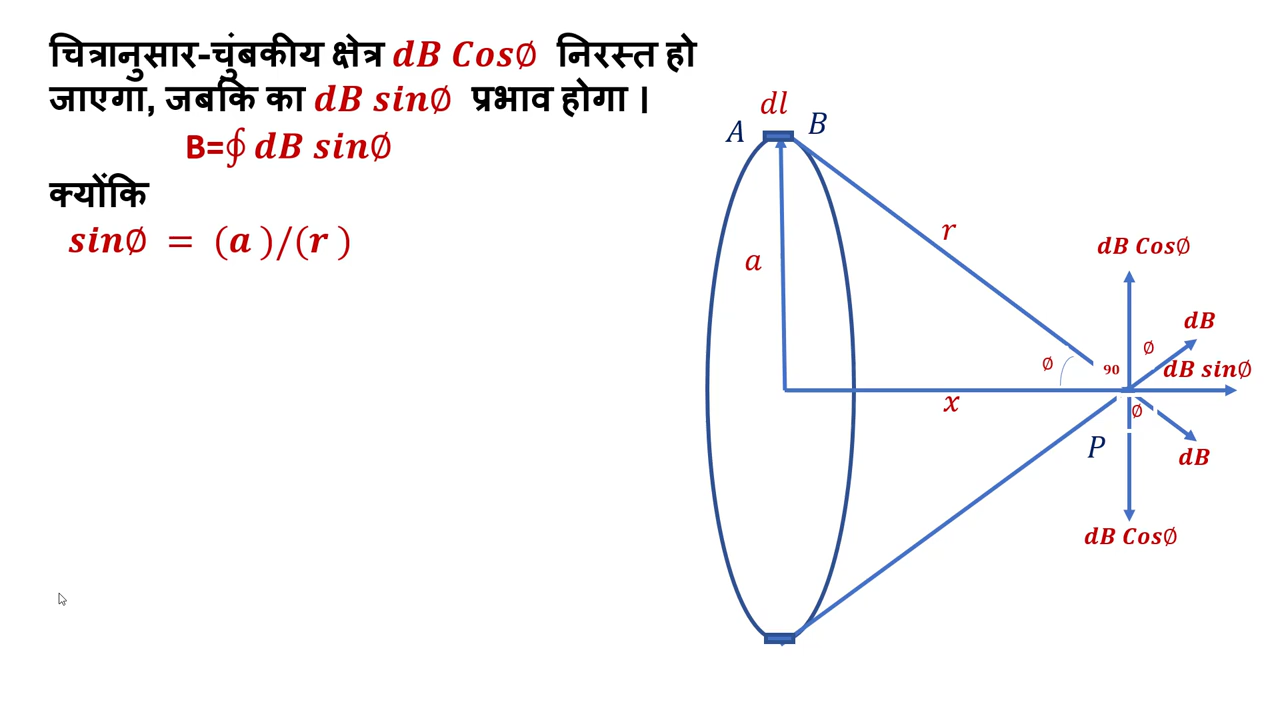 चित्रानुसार-चुंबकीय क्षेत्र dB Cos∅ निरस्त हो
जाएगा, जबकि का dB sin∅ प्रभाव होगा ।
B=∮ dB sin∅
क्योंकि
sin∅ = (a )/(r )
dl
A
B
r
a
dB Cos∅
dB
∅
∅
90
dB sin∅
x
∅
P
dB
dB Cos∅